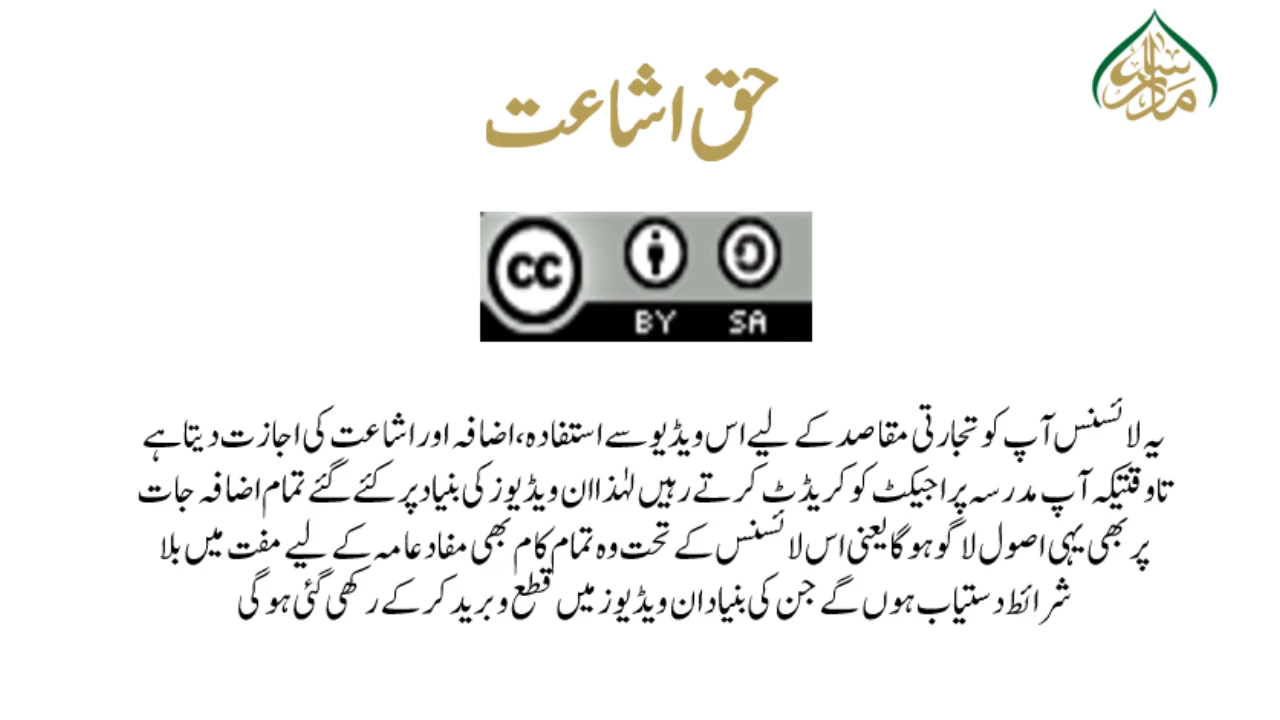 مدرسہ
حق اشاعت
cc
BY SA
یہ لائسنس آپ کو تجارتی مقاصد کے لیے اس ویڈیو سے استفادہ، اضافہ اور اشاعت کی اجازت دیتا ہے
تاوقتیکہ آپ مدرسہ پراجیکٹ کو کریڈٹ کرتے رہیں لہٰذا ان ویڈیوز کی بنیاد پر کئے گئے تمام اضافہ جات
پر بھی یہی اصول لاگو ہو گا یعنی اس لائسنس کے تحت وہ تمام کام بھی مفاد عامہ کے لیے مفت میں بلا
شرائط دستیاب ہوں گے جن کی بنیاد ان ویڈیوز میں قطع و برید کر کے رکھی گئی ہو گی